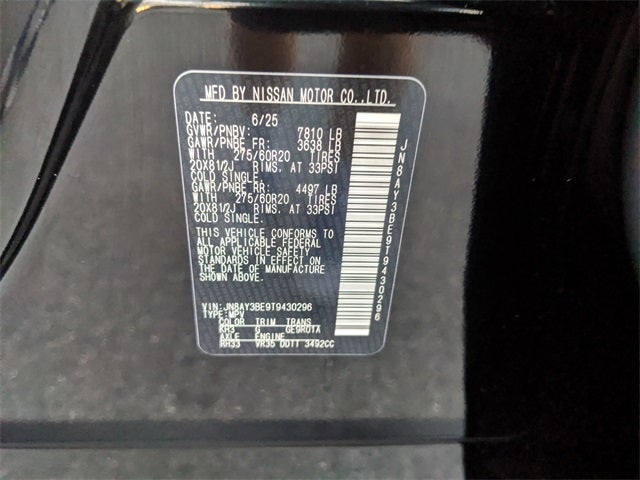 MFD BY NISSAN MOTOR CO.,LTD.
DATE: 6/25
GVWR/PNBV: 7810 LB
GAWR/PNBE FR: 3638 LB
WITH 275/60R20 TIRES
20X81/2J RIMS, AT 33PSI
COLD SINGLE.
GAWR/PNBE RA: 4497 LB
WITH 275/60R20 TIRES
20X81/2J RIMS, AT 33PSI
COLD SINGLE.
THIS VEHICLE CONFORMS TO
ALL APPLICABLE FEDERAL
MOTOR VEHICLE SAFETY
STANDARDS IN EFFECT ON
THE DATE OF MANUFACTURE
SHOWN ABOVE.
VIN:JN8AY3BE9T9430296
TYPE:MPV
COLOR TRIM TRANS
KH3 G GE9R0TA
AXLE ENGINE
RH33 VR35 DDTT 3492CC
JN8AY3BE9T9430296